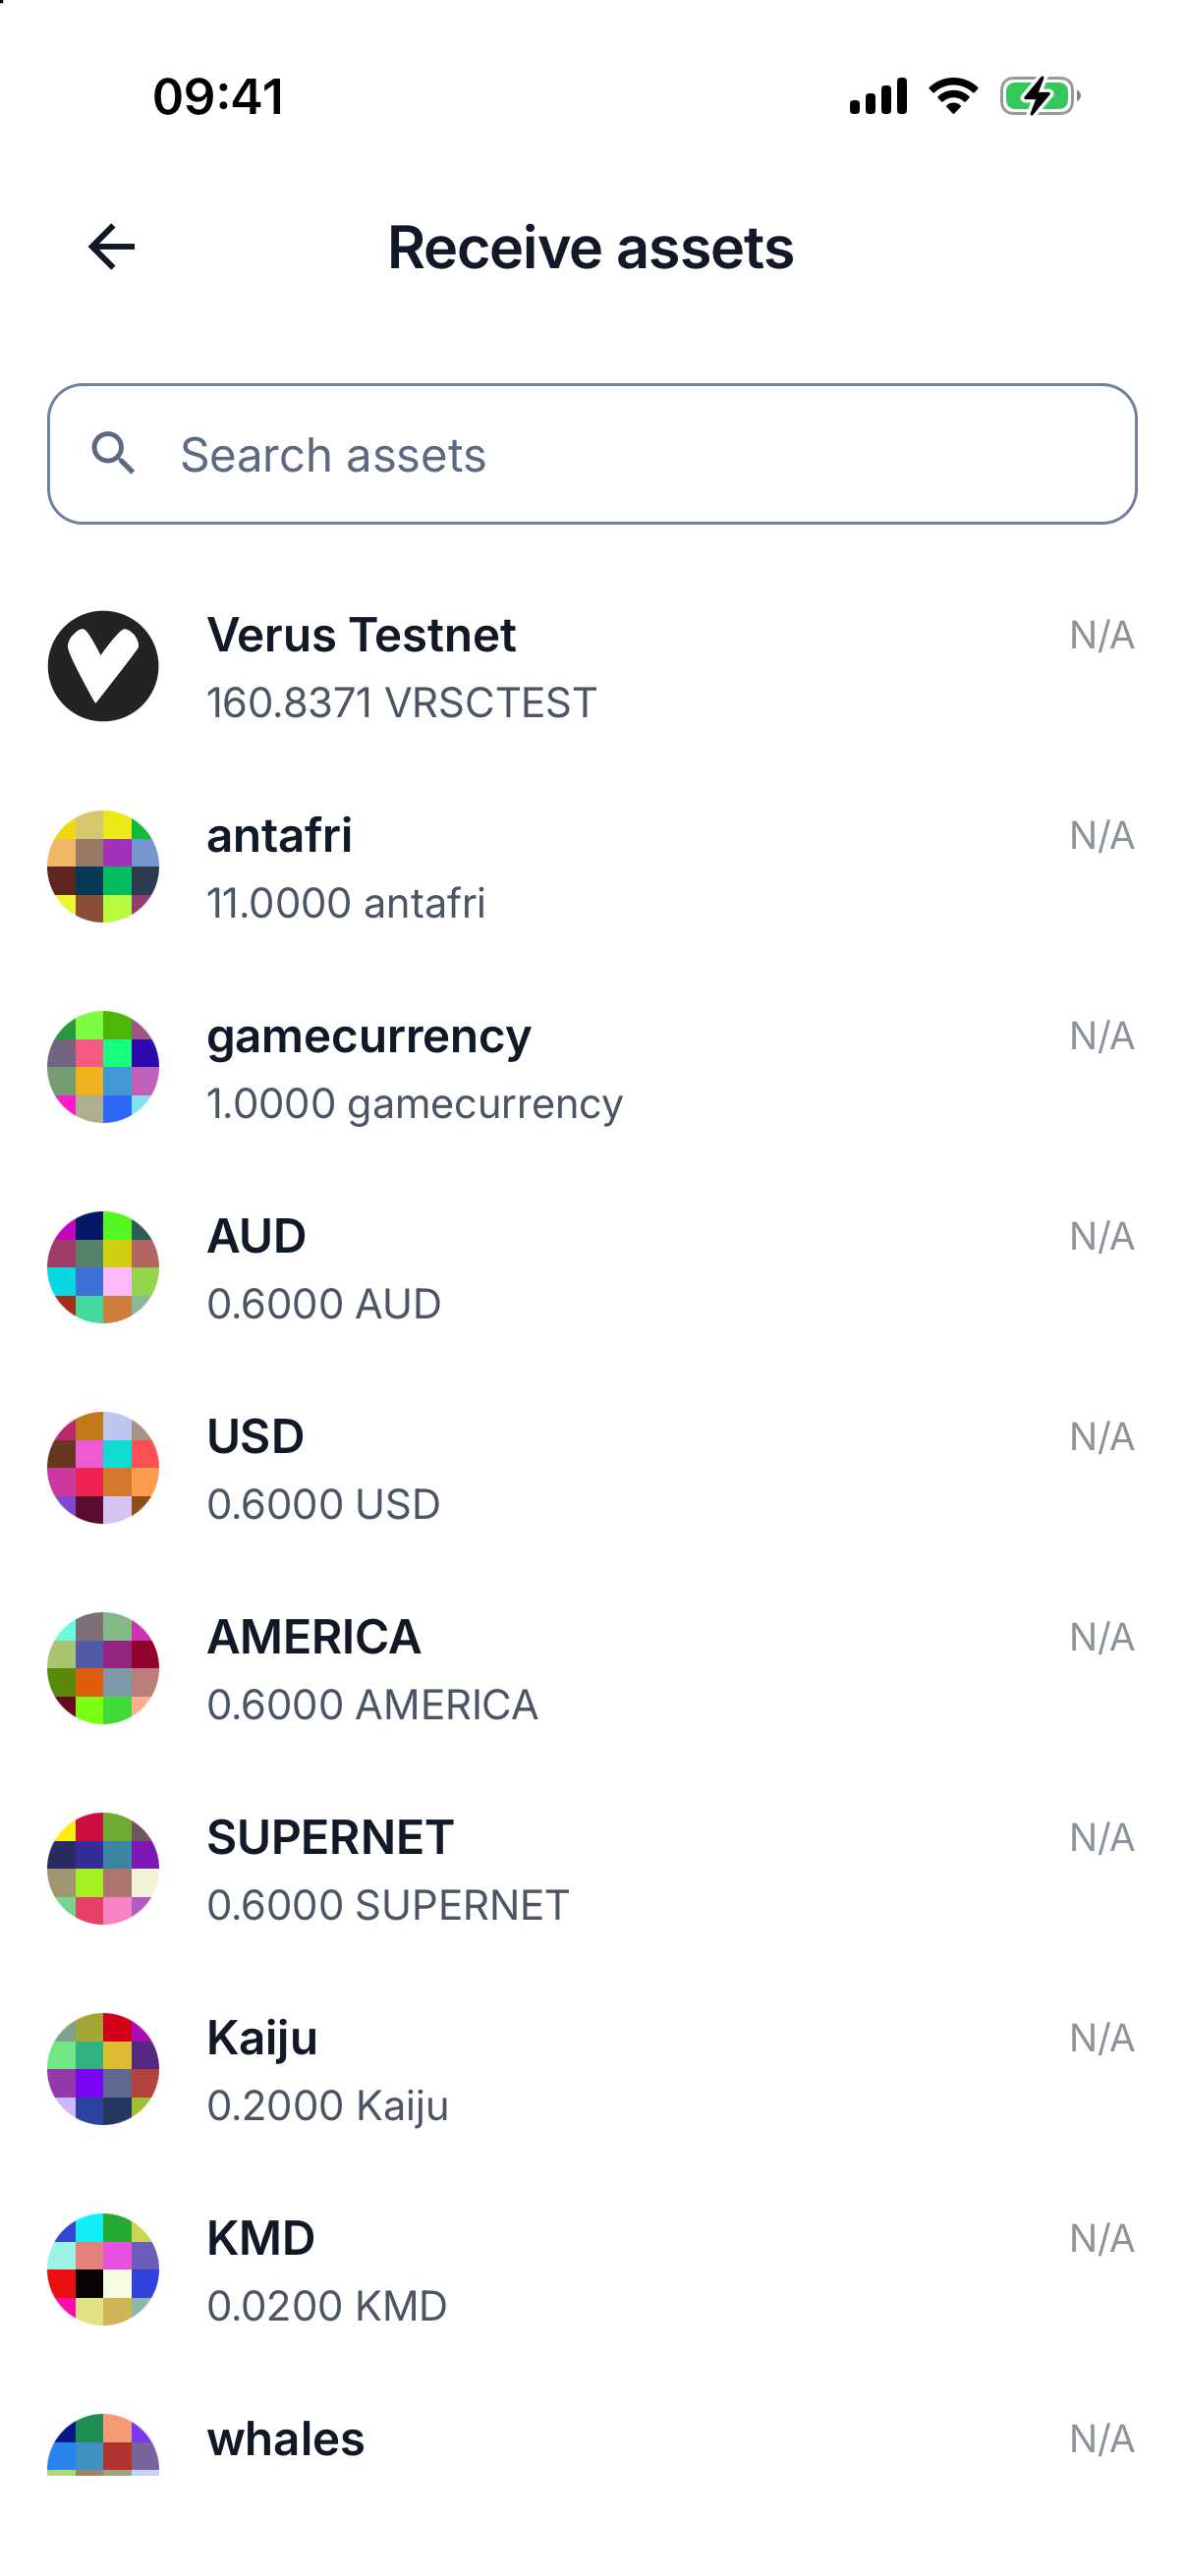 09:41
Receive assets
Search assets
Verus Testnet
N/A
160.8371 VRSCTEST
antafri
N/A
11.0000 antafri
gamecurrency
N/A
1.0000 gamecurrency
AUD
N/A
0.6000 AUD
USD
N/A
0.6000 USD
AMERICA
N/A
0.6000 AMERICA
SUPERNET
N/A
0.6000 SUPERNET
Kaiju
N/A
0.2000 Kaiju
KMD
N/A
0.0200 KMD
whales
N/A